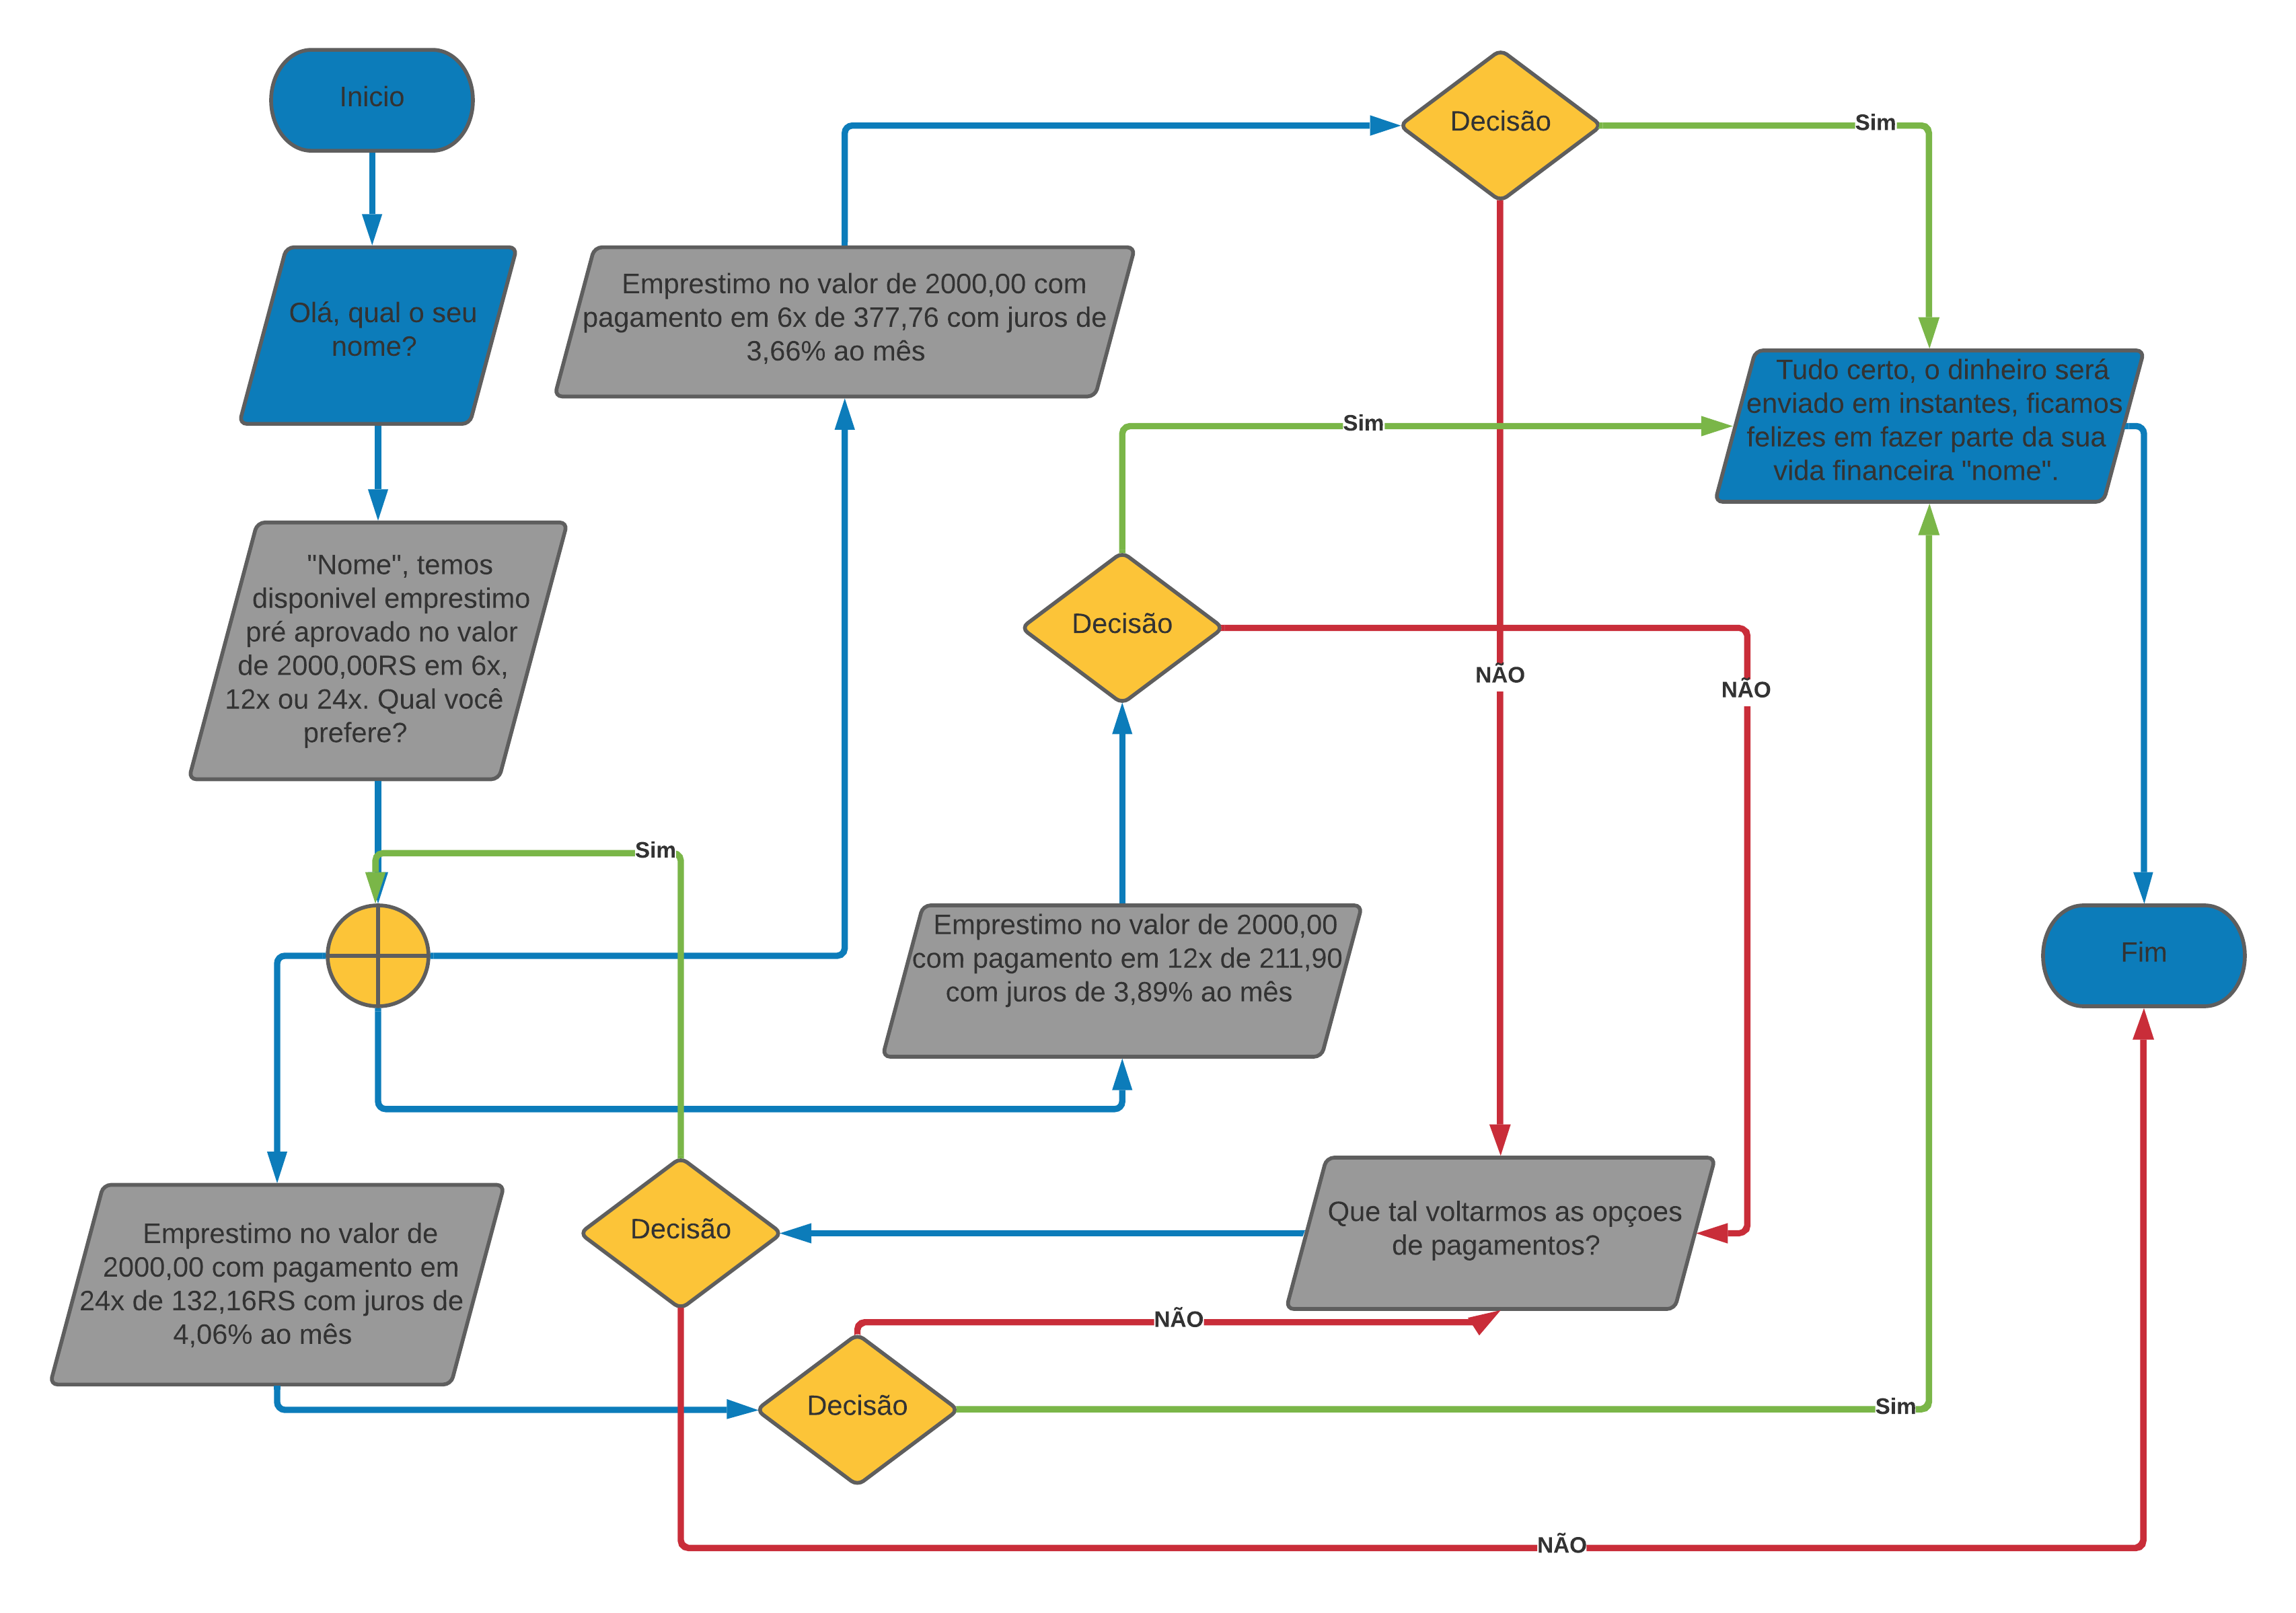 Inicio
Olá, qual o seu
nome?
"Nome", temos
disponivel emprestimo
pré aprovado no valor
de 2000,00RS em 6x,
12x ou 24x. Qual você
prefere?
Emprestimo no valor de 2000,00 com
pagamento em 6x de 377,76 com juros de
3,66% ao mês
Decisão
Sim
Tudo certo, o dinheiro será
enviado em instantes, ficamos
felizes em fazer parte da sua
vida financeira "nome".
Sim
Decisão
NÃO
NÃO
Sim
Emprestimo no valor de 2000,00
com pagamento em 12x de 211,90
com juros de 3,89% ao mês
Fim
Emprestimo no valor de
2000,00 com pagamento em
24x de 132,16RS com juros de
4,06% ao mês
Decisão
Que tal voltarmos as opçoes
de pagamentos?
NÃO
Decisão
Sim
NÃO